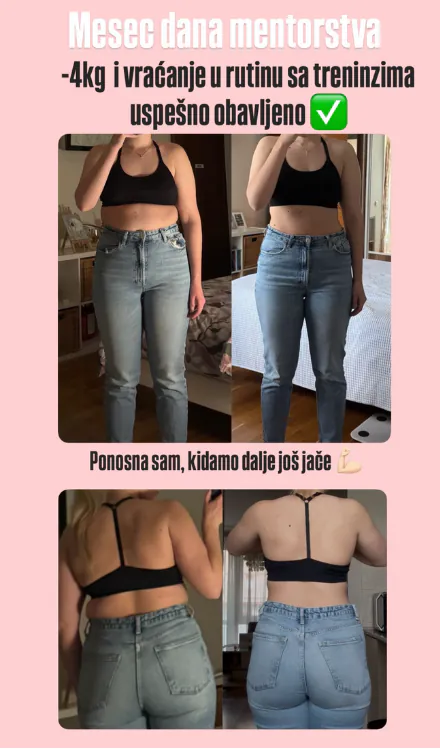 Mesec dana mentorstva
-4kg i vraćanje u rutinu sa treninzima
uspešno obavljeno ✅
Ponosna sam, kidamo dalje još jače 💪🏻